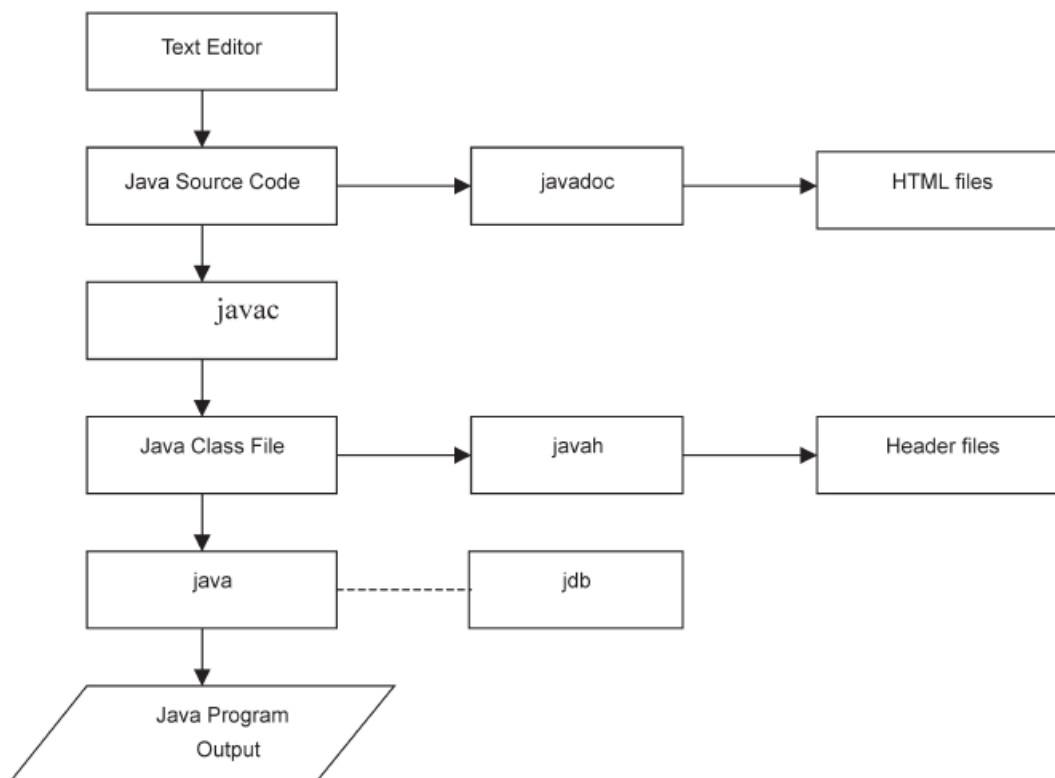 Text Editor
Java Source Code
javadoc
HTML files
javac
Java Class File
javah
Header files
java
jdb
Java Program
Output